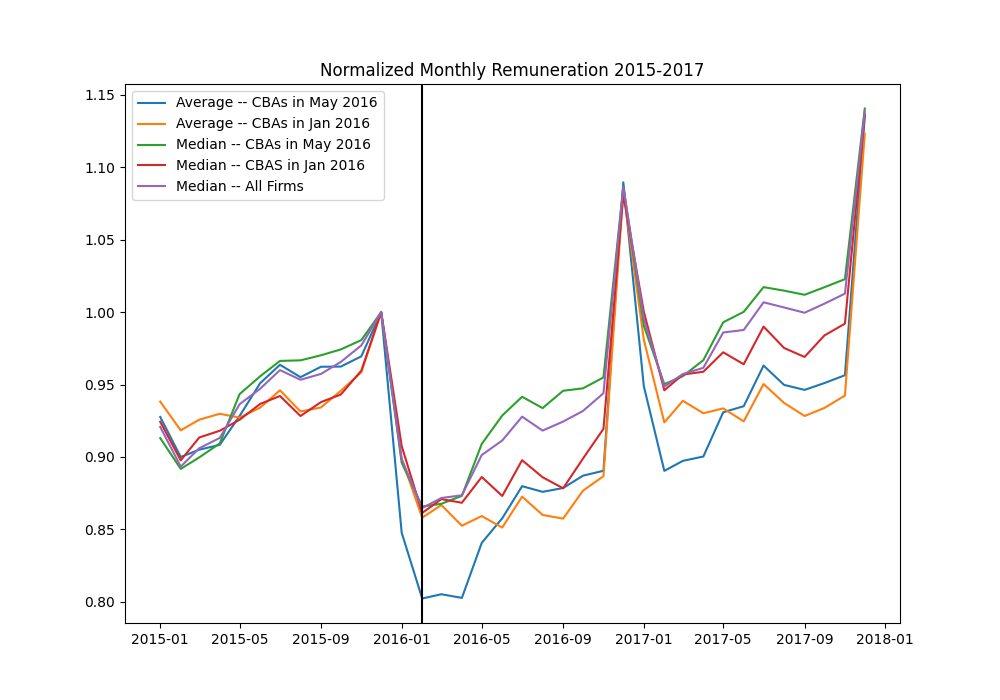 Normalized Monthly Remuneration 2015-2017
Average -- CBAs in May 2016
Average -- CBAs in Jan 2016
Median -- CBAs in May 2016
Median -- CBAS in Jan 2016
Median -- All Firms
1.15
1.10
1.05
1.00
0.95
0.90
0.85
0.80
2015-01 2015-05 2015-09 2016-01 2016-05 2016-09 2017-01 2017-05 2017-09 2018-01